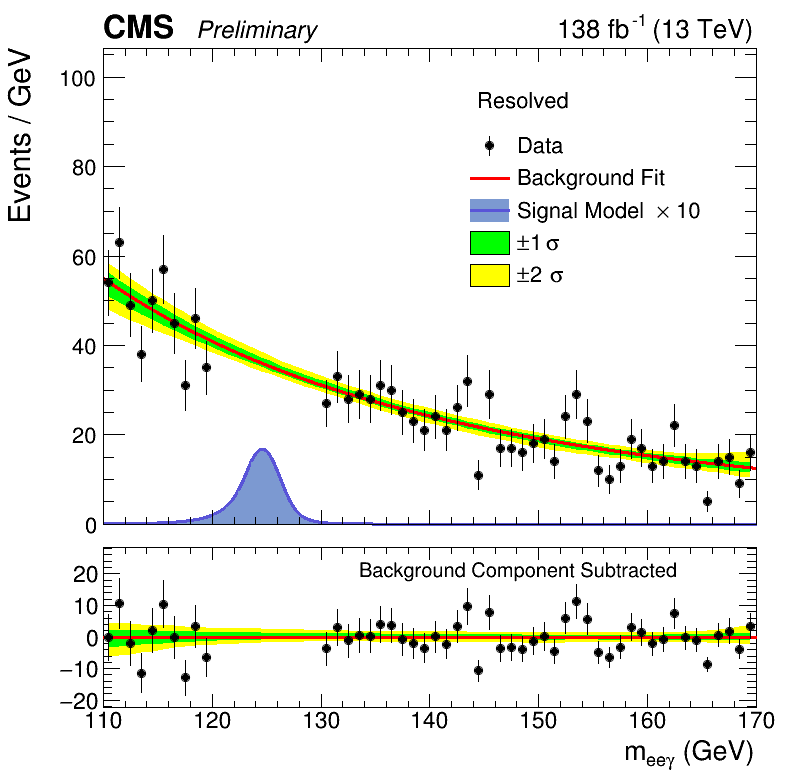 CMS Preliminary 138 fb⁻¹ (13 TeV)
Events / GeV
100
80
60
40
20
0
Resolved
Data
Background Fit
Signal Model × 10
±1 σ
±2 σ
Background Component Subtracted
20
10
0
−10
−20
110 120 130 140 150 160 170
m_eeγ (GeV)